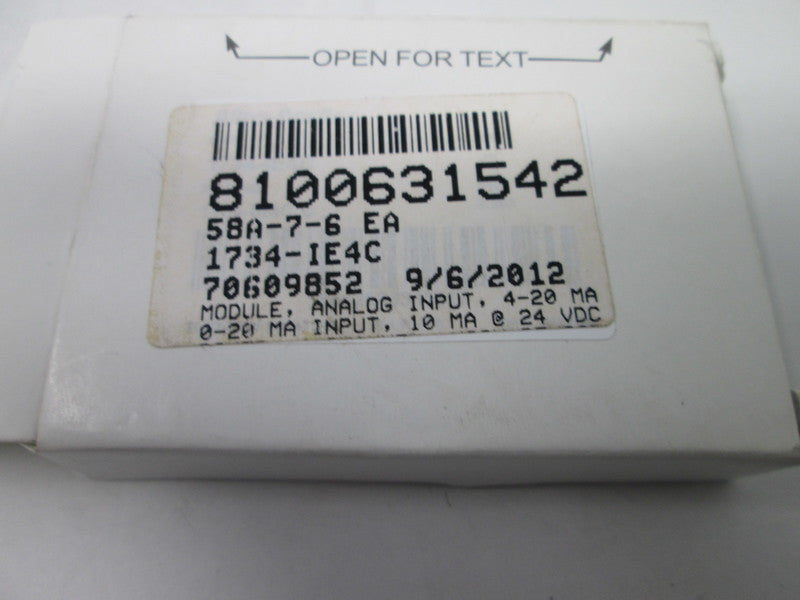 OPEN FOR TEXT
8100631542
58A-7-6 EA
1734-IE4C
70609852 9/6/2012
MODULE, ANALOG INPUT, 4-20 MA
0-20 MA INPUT, 10 MA @ 24 VDC